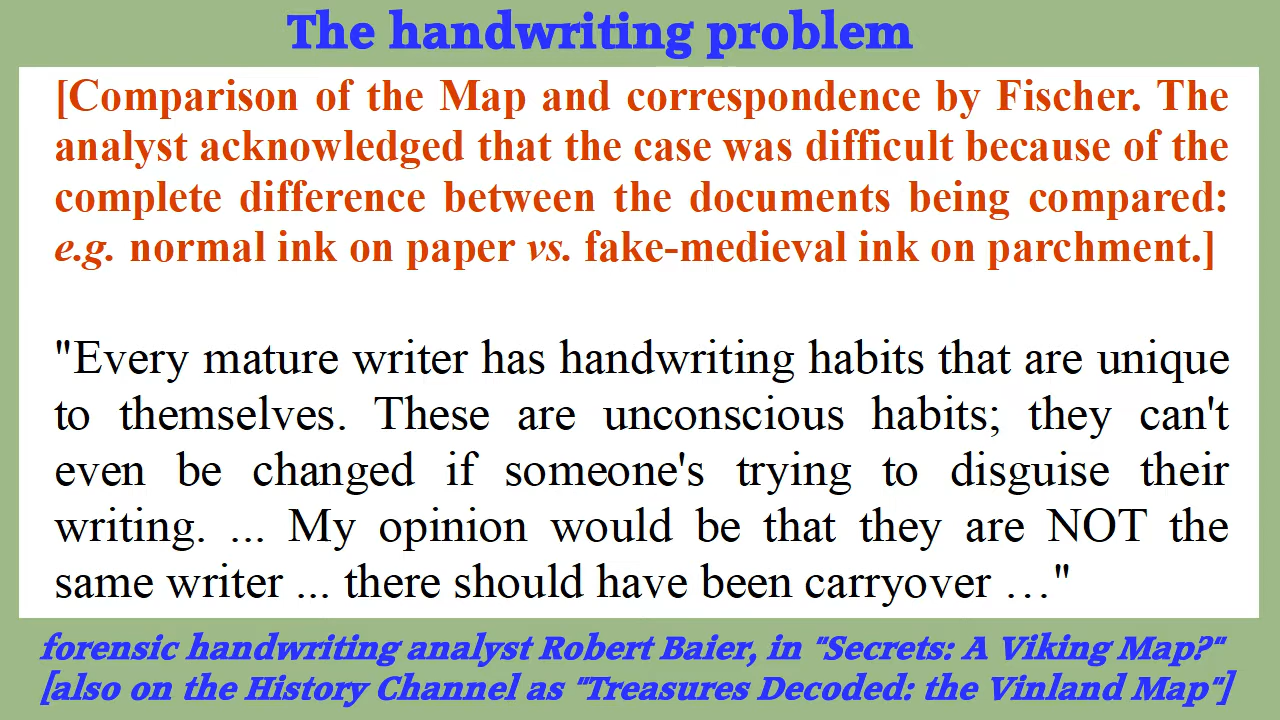 The handwriting problem
[Comparison of the Map and correspondence by Fischer. The
analyst acknowledged that the case was difficult because of the
complete difference between the documents being compared:
e.g. normal ink on paper vs. fake-medieval ink on parchment.]
"Every mature writer has handwriting habits that are unique
to themselves. These are unconscious habits; they can't
even be changed if someone's trying to disguise their
writing. ... My opinion would be that they are NOT the
same writer ... there should have been carryover …"
forensic handwriting analyst Robert Baier, in "Secrets: A Viking Map?"
[also on the History Channel as "Treasures Decoded: the Vinland Map"]